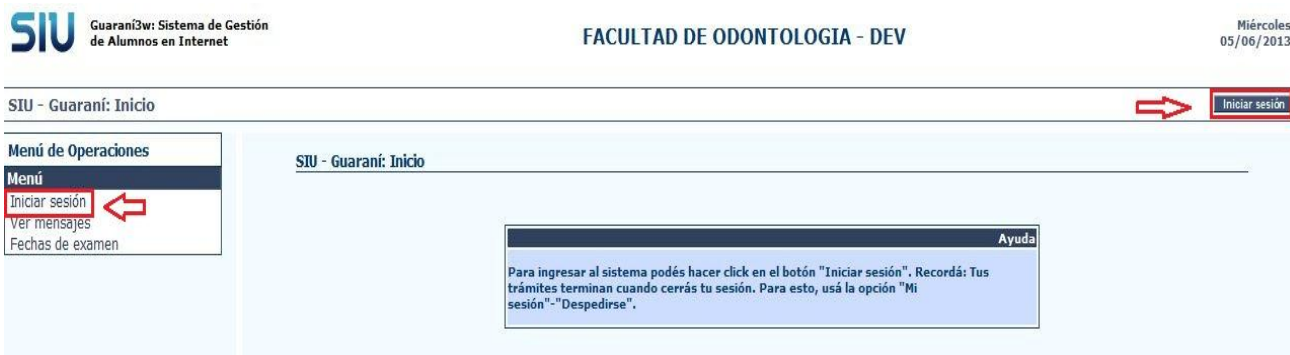 SIU
Guaraní3w: Sistema de Gestión
de Alumnos en Internet
FACULTAD DE ODONTOLOGIA - DEV
Miércoles
05/06/2013
SIU - Guaraní: Inicio
Iniciar sesión
Menú de Operaciones
Menú
Iniciar sesión
Ver mensajes
Fechas de examen
SIU - Guaraní: Inicio
Ayuda
Para ingresar al sistema podés hacer click en el botón "Iniciar sesión". Recordá: Tus
trámites terminan cuando cerrás tu sesión. Para esto, usá la opción "Mi
sesión"-"Despedirse".